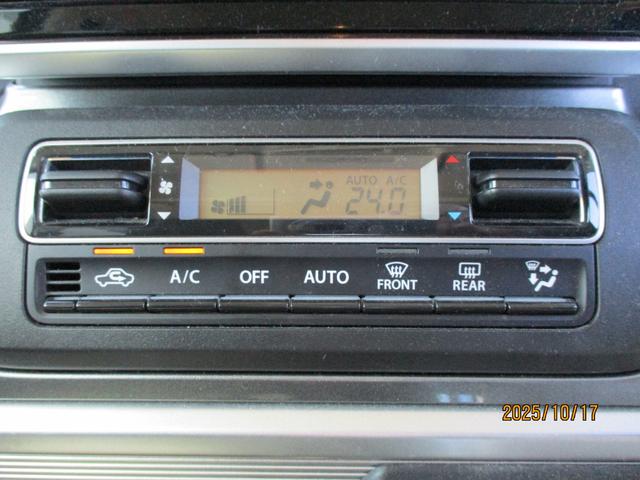 AUTO A/C
24.0
A/C OFF AUTO FRONT REAR
2025/10/17